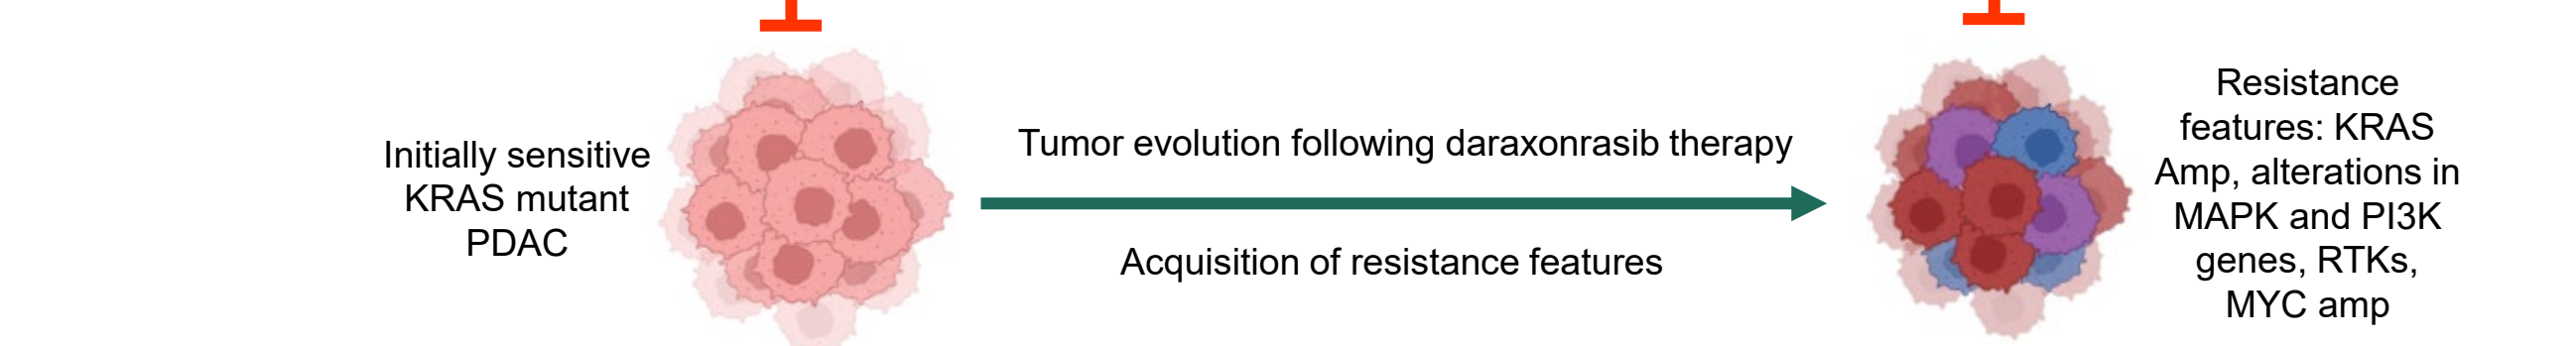 Initially sensitive
KRAS mutant
PDAC
Tumor evolution following daraxonrasib therapy
Acquisition of resistance features
Resistance
features: KRAS
Amp, alterations in
MAPK and PI3K
genes, RTKs,
MYC amp